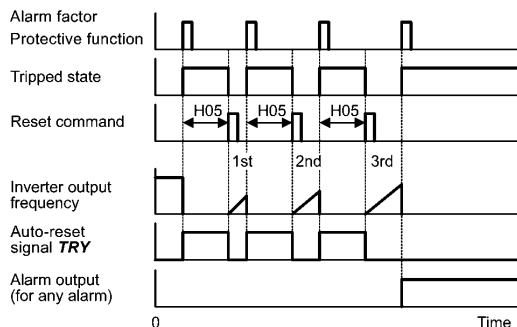 Alarm factor
Protective function
Tripped state
H05 H05 H05
Reset command
1st 2nd 3rd
Inverter output
frequency
Auto-reset
signal TRY
Alarm output
(for any alarm)
0 Time